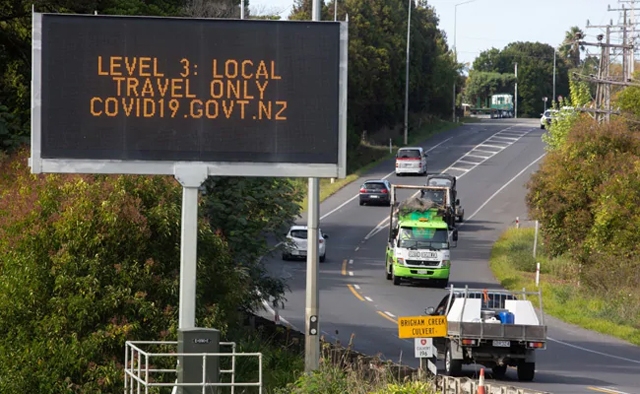 LEVEL 3: LOCAL
TRAVEL ONLY
COVID19.GOVT.NZ
BRIGHAM CREEK
CULVERT